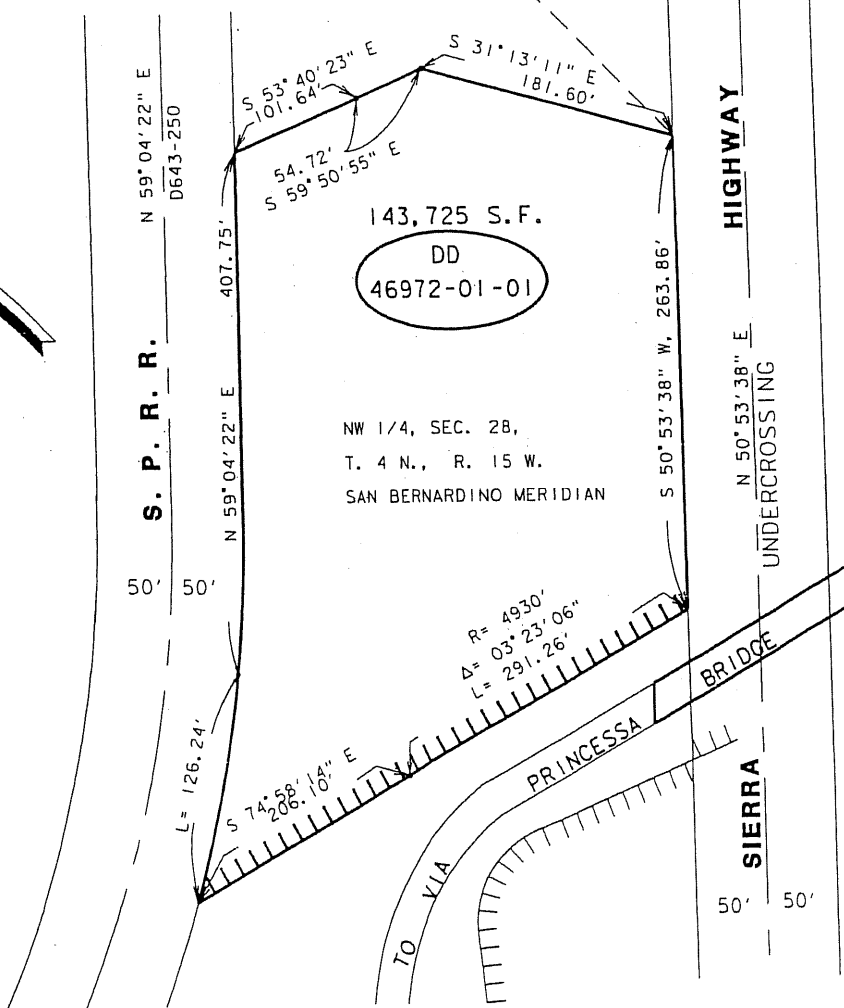 S 53°40'23" E
101.64'
S 31°13'11" E
181.60'
54.72'
S 59°50'55" E
N 59°04'22" E
D643-250
143,725 S.F.
DD
46972-01-01
407.75'
N 59°04'22" E
S. P. R. R.
HIGHWAY
S 50°53'38" W, 263.86'
N 50°53'38" E
UNDERCROSSING
NW 1/4, SEC. 28,
T. 4 N., R. 15 W.
SAN BERNARDINO MERIDIAN
50' 50'
R= 4930'
Δ= 03°23'06"
L= 291.26'
BRIDGE
L= 126.24'
S 74°58'14" E
206.10'
TO VIA PRINCESSA
SIERRA
50' 50'